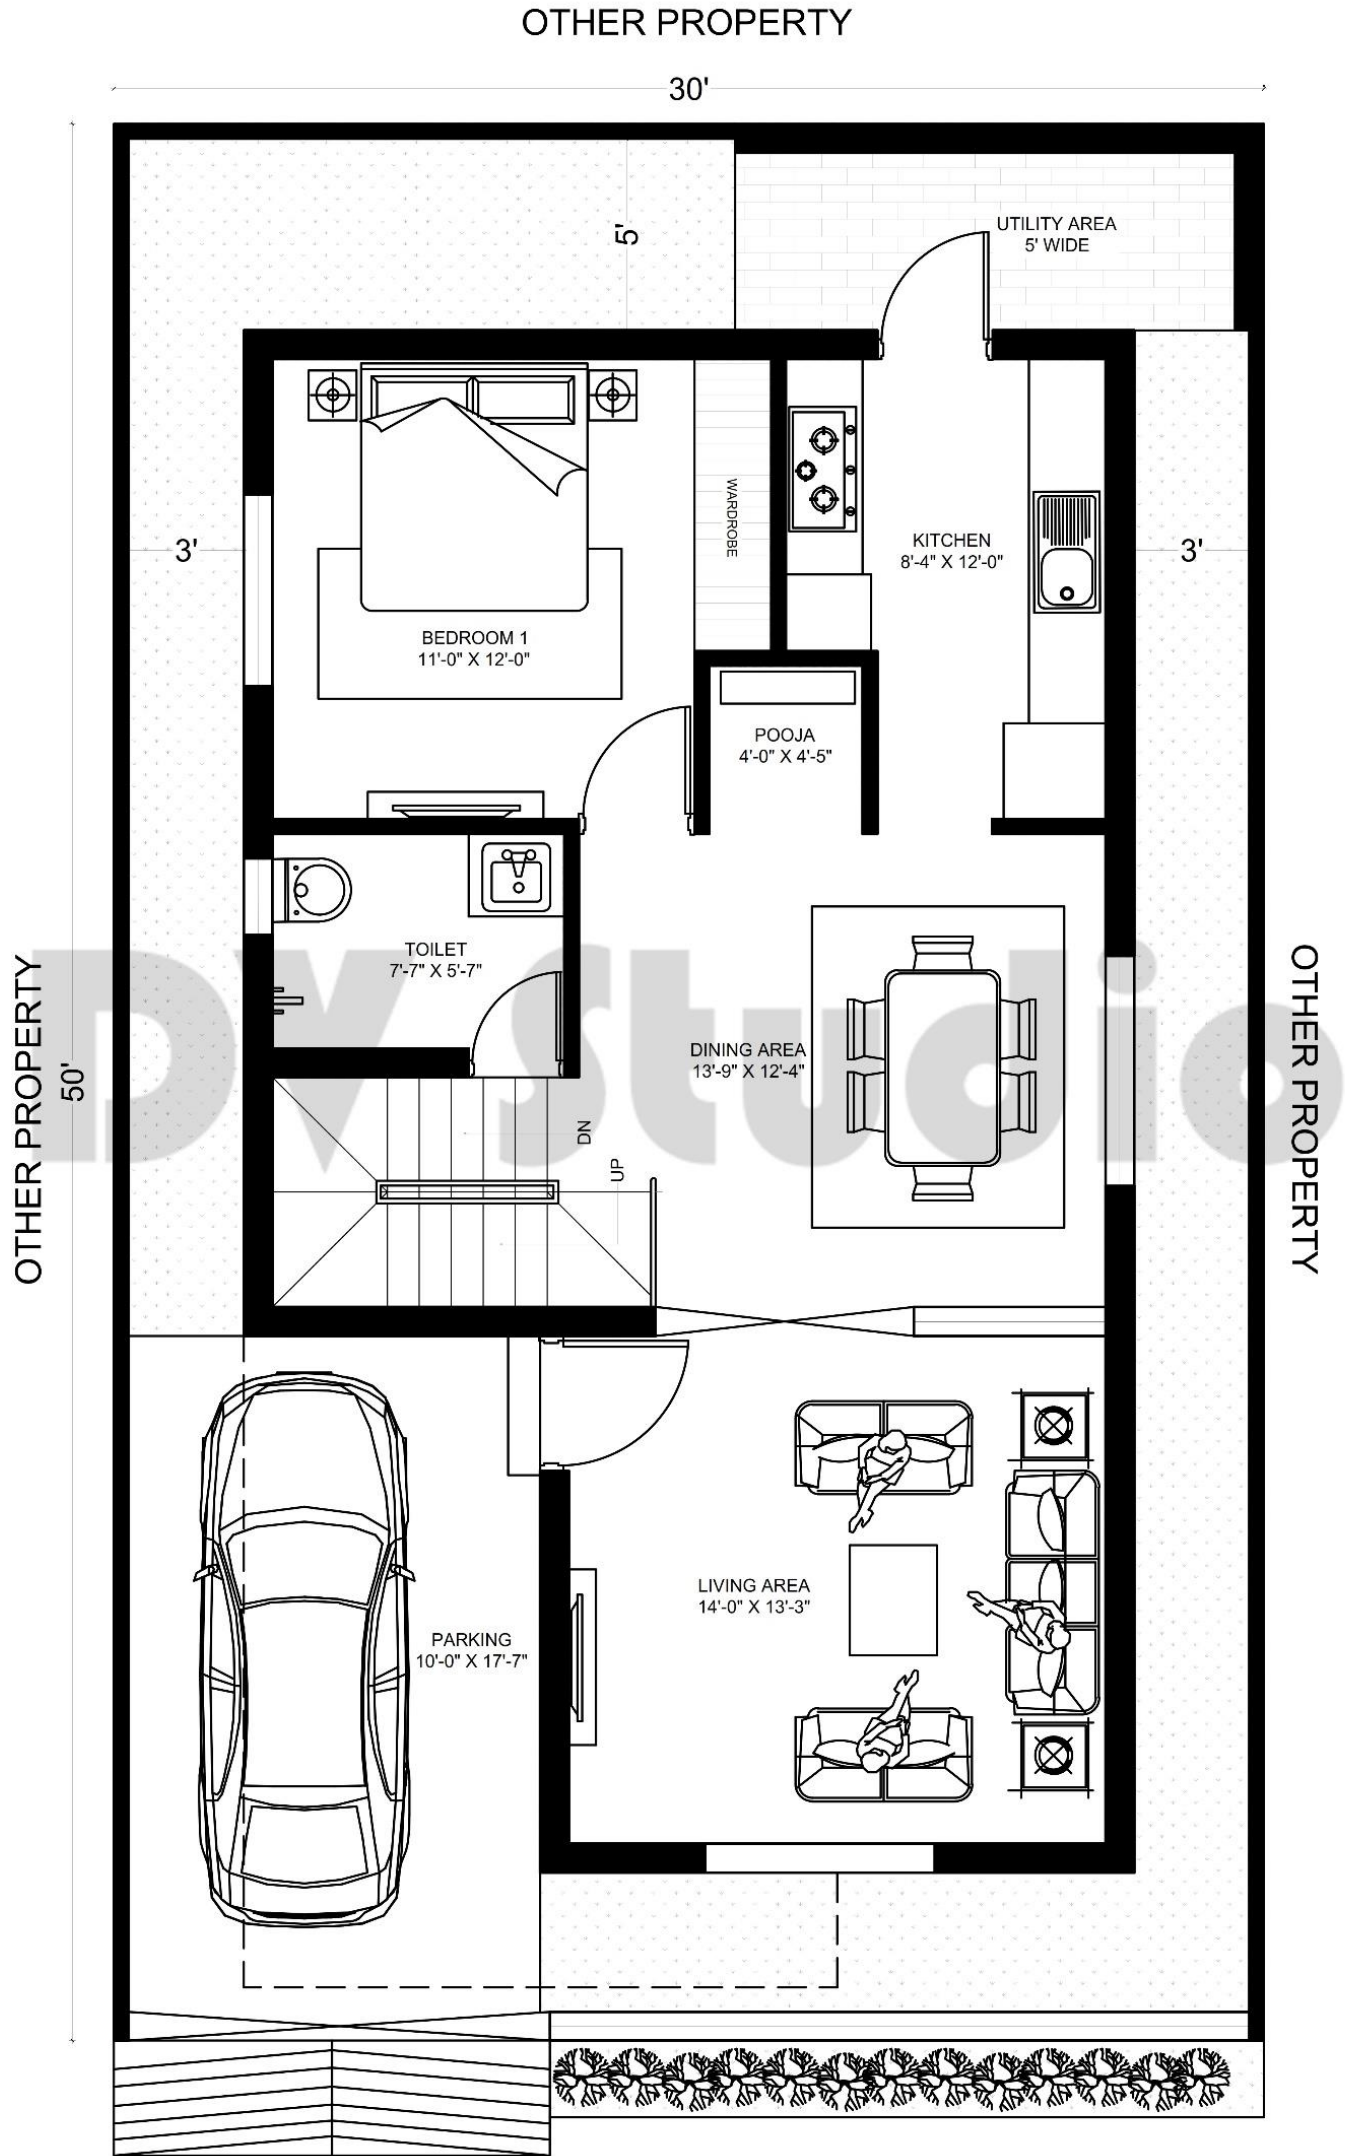 OTHER PROPERTY
30'
UTILITY AREA
5' WIDE
5'
WARDROBE
KITCHEN
8'-4" X 12'-0"
3'
3'
BEDROOM 1
11'-0" X 12'-0"
POOJA
4'-0" X 4'-5"
TOILET
7'-7" X 5'-7"
DV Studio
OTHER PROPERTY
50'
DINING AREA
13'-9" X 12'-4"
OTHER PROPERTY
DN
UP
LIVING AREA
14'-0" X 13'-3"
PARKING
10'-0" X 17'-7"